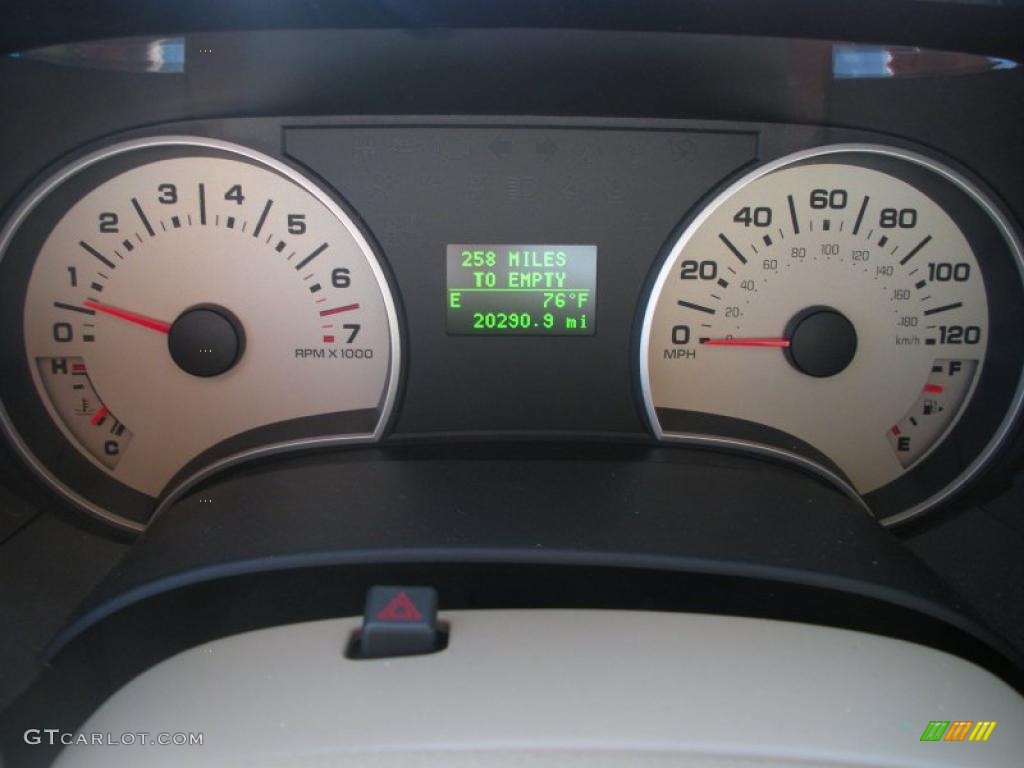 0 1 2 3 4 5 6 7
RPM X 1000
H
C
258 MILES
TO EMPTY
E 76°F
20290.9 mi
0 20 40 60 80 100 120
MPH
0 20 40 60 80 100 120 140 160 180
km/h
F
E
GTCARLOT.COM